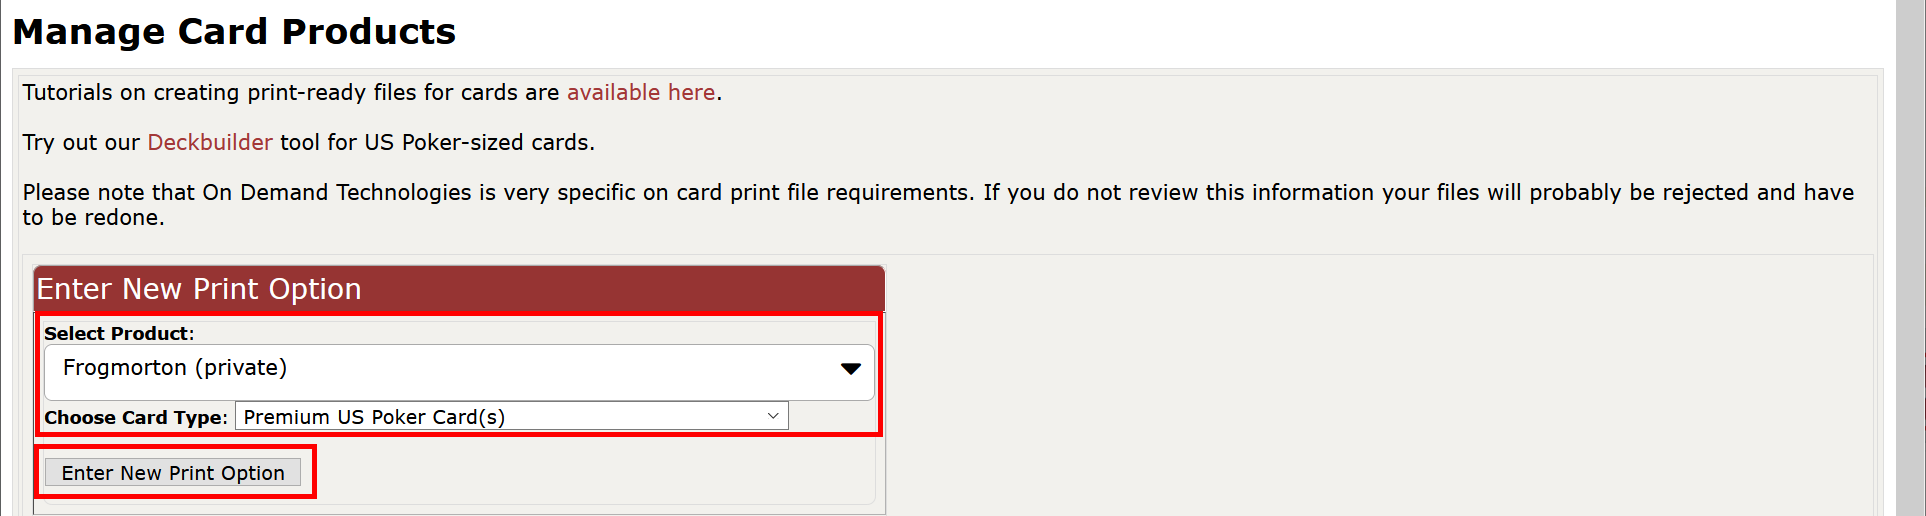 Manage Card Products
Tutorials on creating print-ready files for cards are available here.
Try out our Deckbuilder tool for US Poker-sized cards.
Please note that On Demand Technologies is very specific on card print file requirements. If you do not review this information your files will probably be rejected and have
to be redone.
Enter New Print Option
Select Product:
Frogmorton (private)
Choose Card Type: Premium US Poker Card(s)
Enter New Print Option